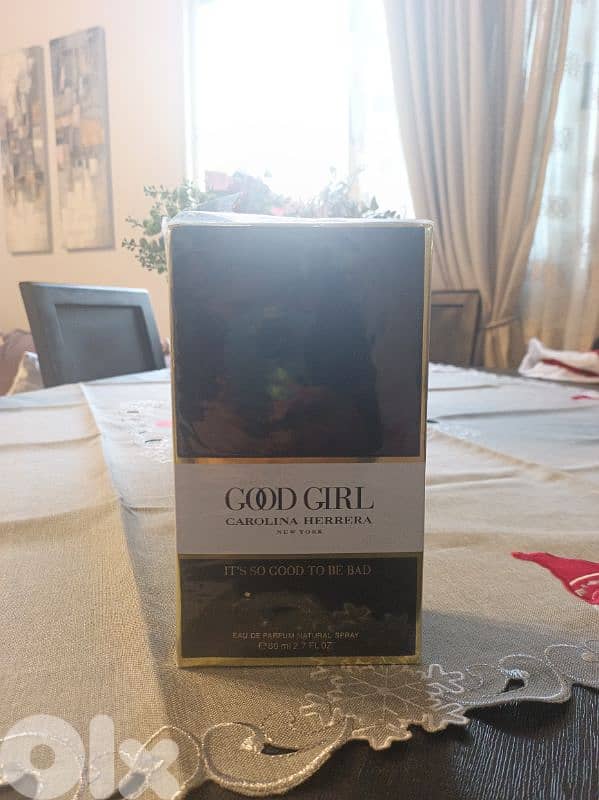 GOOD GIRL
CAROLINA HERRERA
NEW YORK
IT'S SO GOOD TO BE BAD
EAU DE PARFUM NATURAL SPRAY
℮80 ml 2.7 FL.OZ
olx